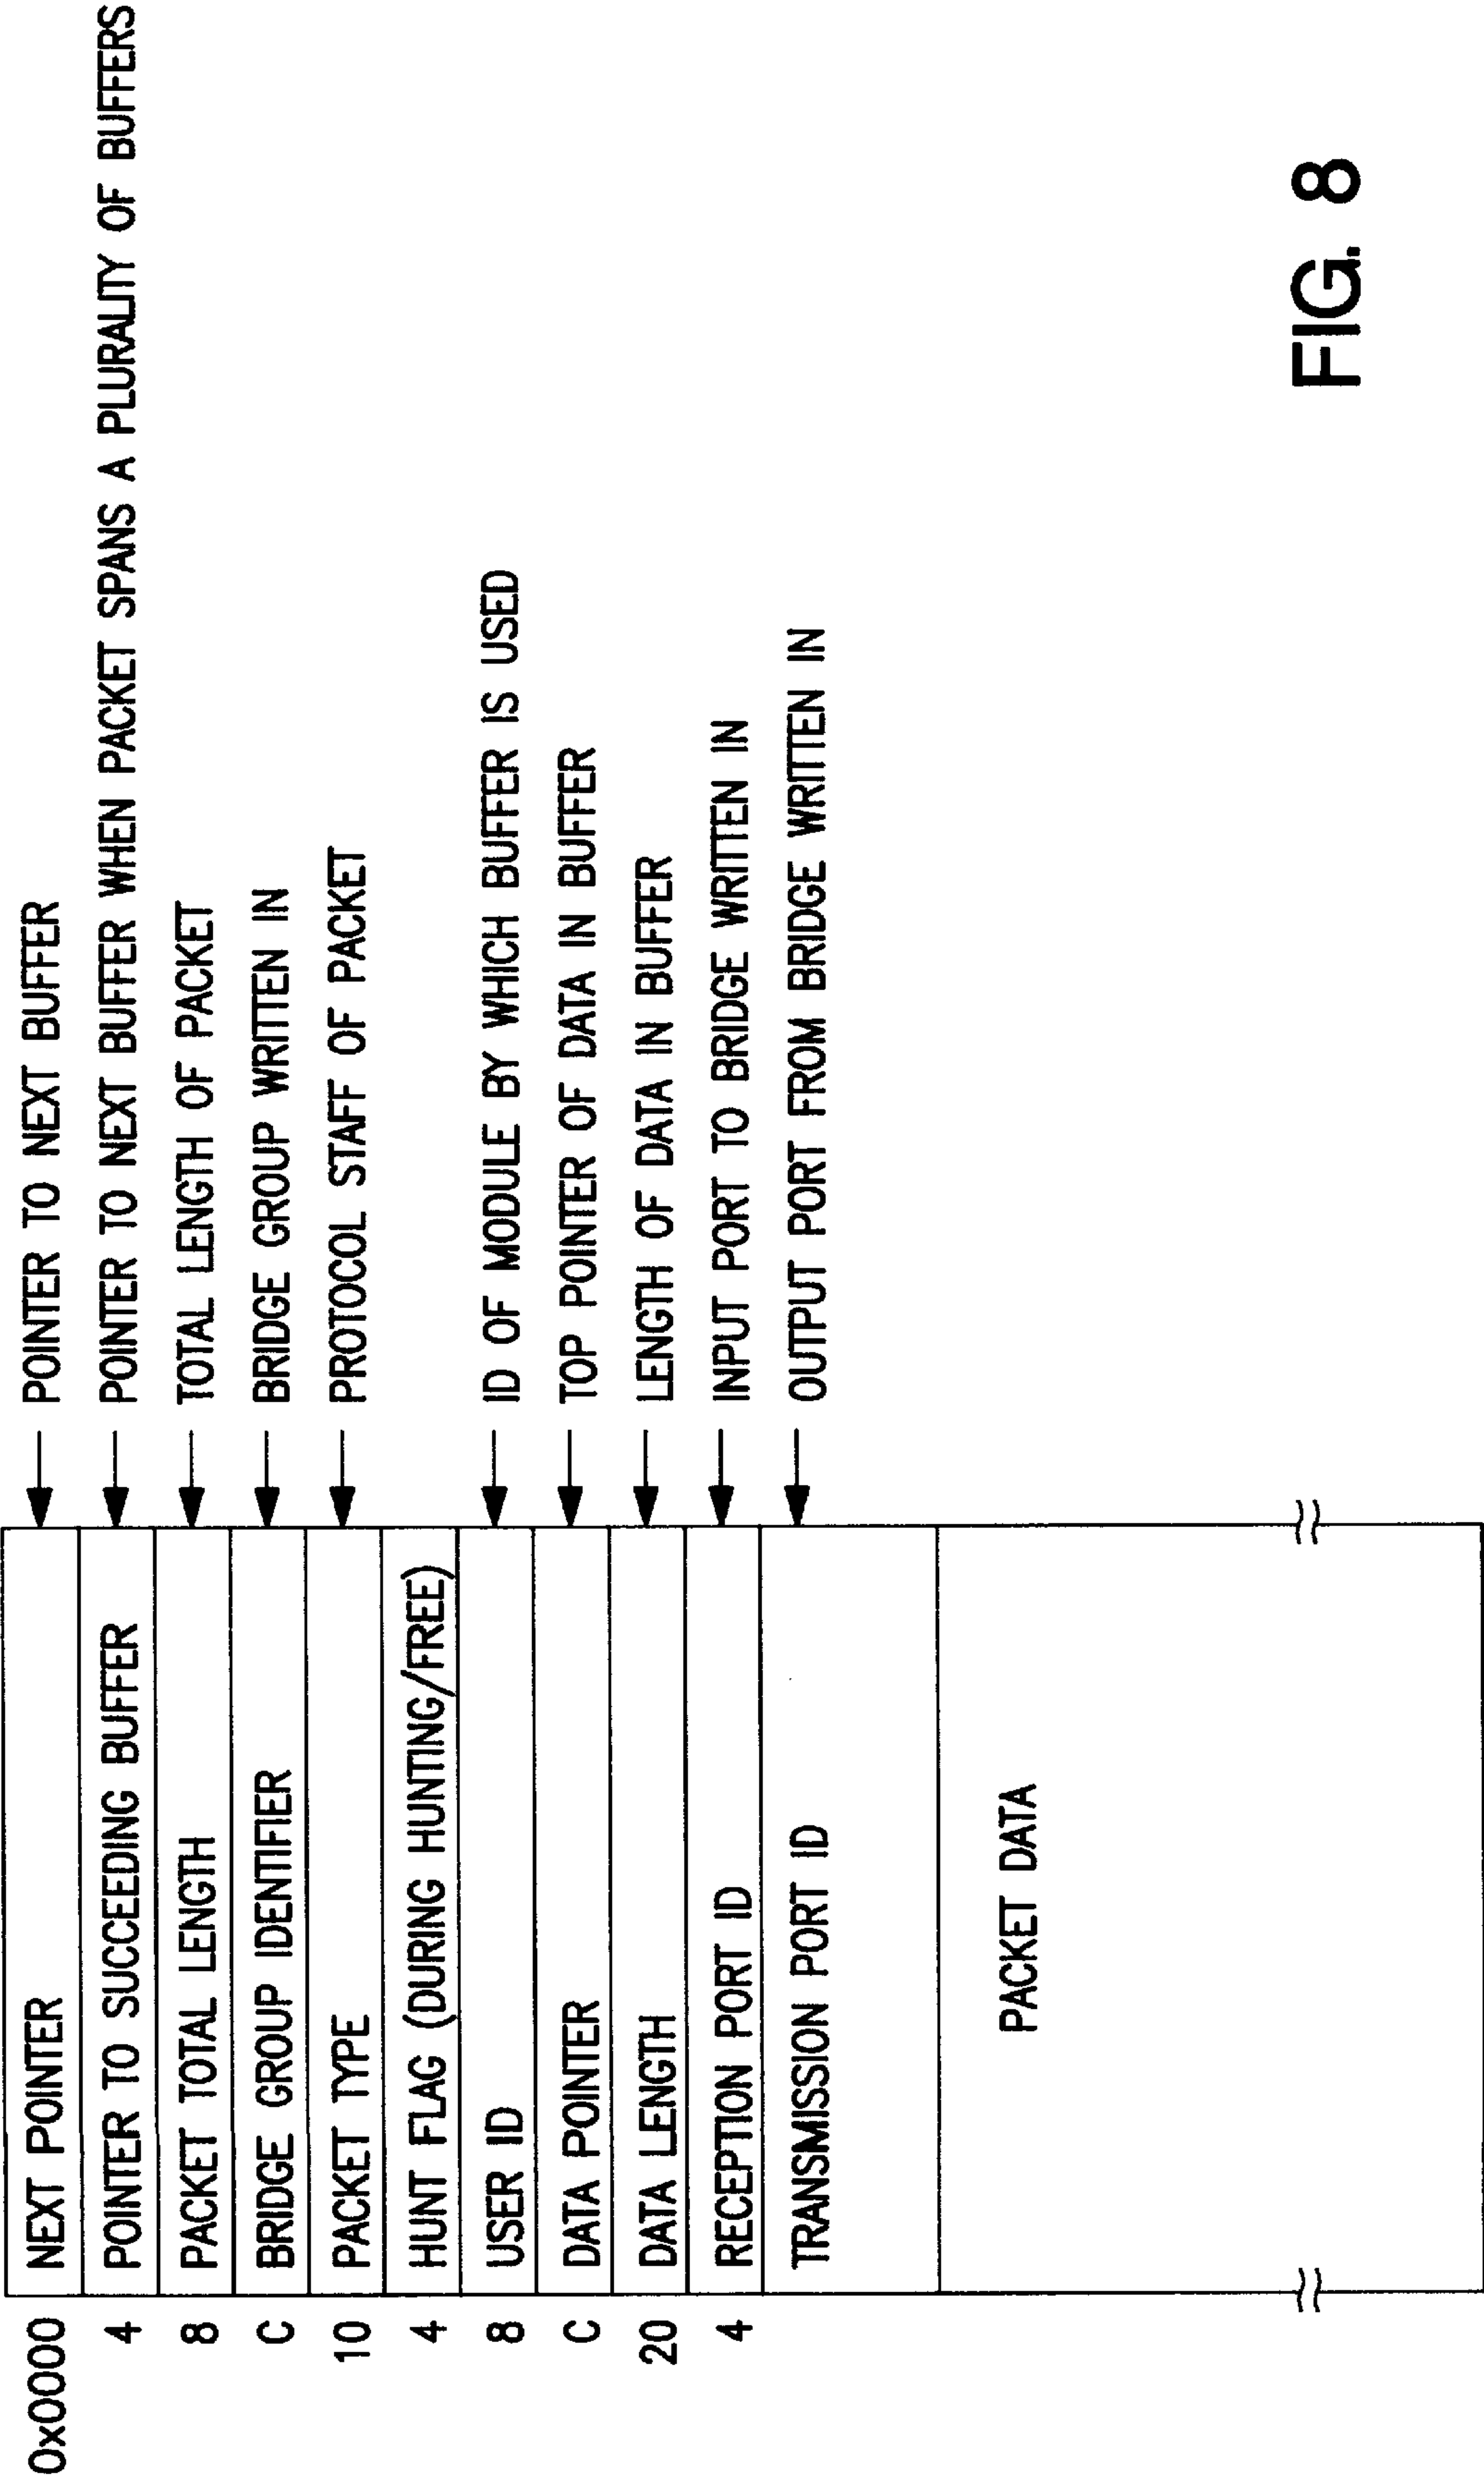 0x0000 NEXT POINTER POINTER TO NEXT BUFFER
4 POINTER TO SUCCEEDING BUFFER POINTER TO NEXT BUFFER WHEN PACKET SPANS A PLURALITY OF BUFFERS
8 PACKET TOTAL LENGTH TOTAL LENGTH OF PACKET
C BRIDGE GROUP IDENTIFIER BRIDGE GROUP WRITTEN IN
10 PACKET TYPE PROTOCOL STAFF OF PACKET
4 HUNT FLAG (DURING HUNTING/FREE)
8 USER ID ID OF MODULE BY WHICH BUFFER IS USED
C DATA POINTER TOP POINTER OF DATA IN BUFFER
20 DATA LENGTH LENGTH OF DATA IN BUFFER
4 RECEPTION PORT ID INPUT PORT TO BRIDGE WRITTEN IN
TRANSMISSION PORT ID OUTPUT PORT FROM BRIDGE WRITTEN IN
PACKET DATA
FIG. 8